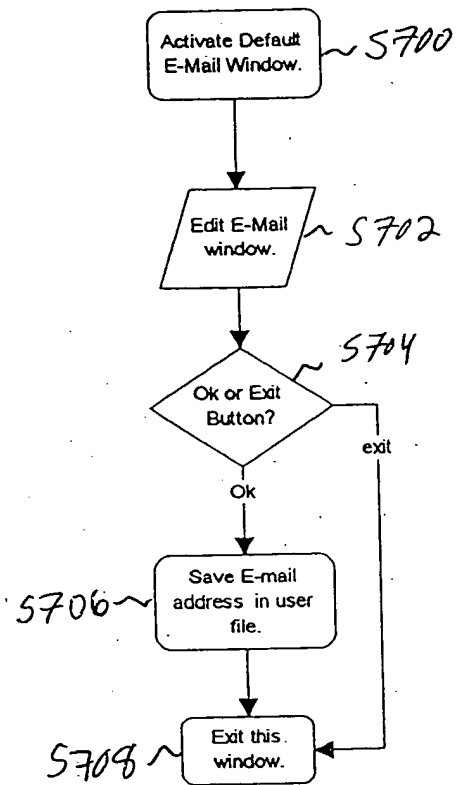 Activate Default
E-Mail Window.
S700
Edit E-Mail
window.
S702
S704
Ok or Exit
Button?
exit
Ok
Save E-mail
address in user
file.
S706
Exit this.
window.
S708